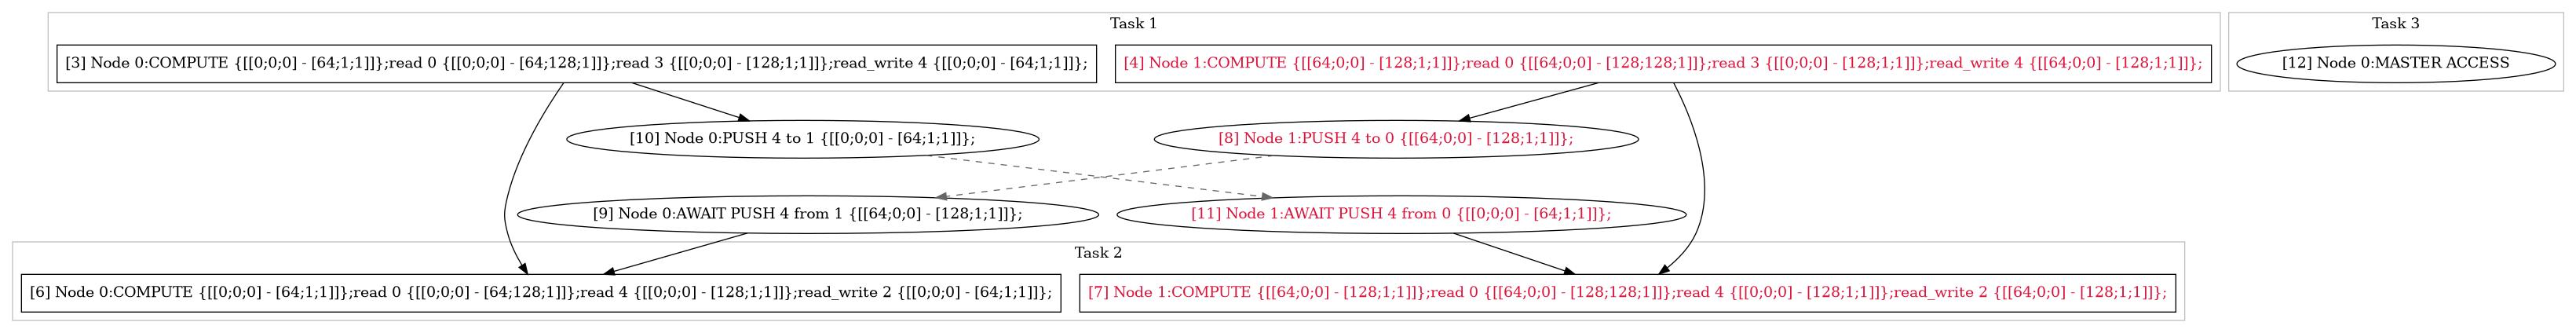 Task 1
Task 3
[3] Node 0:COMPUTE {[[0;0;0] - [64;1;1]]};read 0 {[[0;0;0] - [64;128;1]]};read 3 {[[0;0;0] - [128;1;1]]};read_write 4 {[[0;0;0] - [64;1;1]]};
[4] Node 1:COMPUTE {[[64;0;0] - [128;1;1]]};read 0 {[[64;0;0] - [128;128;1]]};read 3 {[[0;0;0] - [128;1;1]]};read_write 4 {[[64;0;0] - [128;1;1]]};
[12] Node 0:MASTER ACCESS
[10] Node 0:PUSH 4 to 1 {[[0;0;0] - [64;1;1]]};
[8] Node 1:PUSH 4 to 0 {[[64;0;0] - [128;1;1]]};
[9] Node 0:AWAIT PUSH 4 from 1 {[[64;0;0] - [128;1;1]]};
[11] Node 1:AWAIT PUSH 4 from 0 {[[0;0;0] - [64;1;1]]};
Task 2
[6] Node 0:COMPUTE {[[0;0;0] - [64;1;1]]};read 0 {[[0;0;0] - [64;128;1]]};read 4 {[[0;0;0] - [128;1;1]]};read_write 2 {[[0;0;0] - [64;1;1]]};
[7] Node 1:COMPUTE {[[64;0;0] - [128;1;1]]};read 0 {[[64;0;0] - [128;128;1]]};read 4 {[[0;0;0] - [128;1;1]]};read_write 2 {[[64;0;0] - [128;1;1]]};